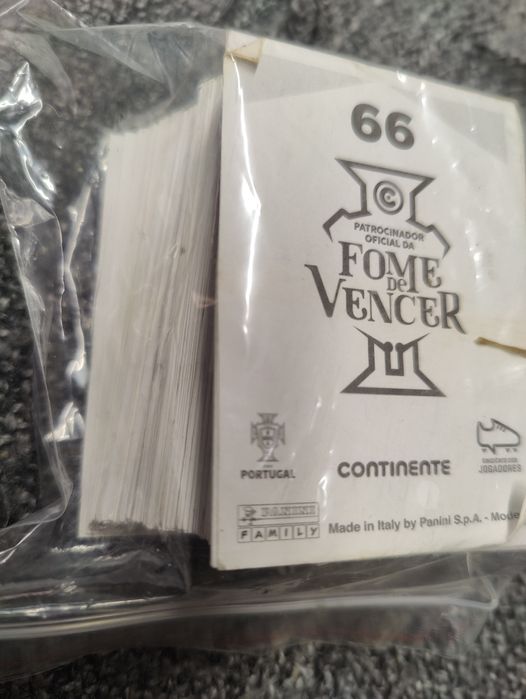 66
C
PATROCINADOR
OFICIAL DA
FOME
DE
VENCER
PORTUGAL
CONTINENTE
SINDICATO DOS
JOGADORES
PANINI
FAMILY
Made in Italy by Panini S.p.A. - Mode